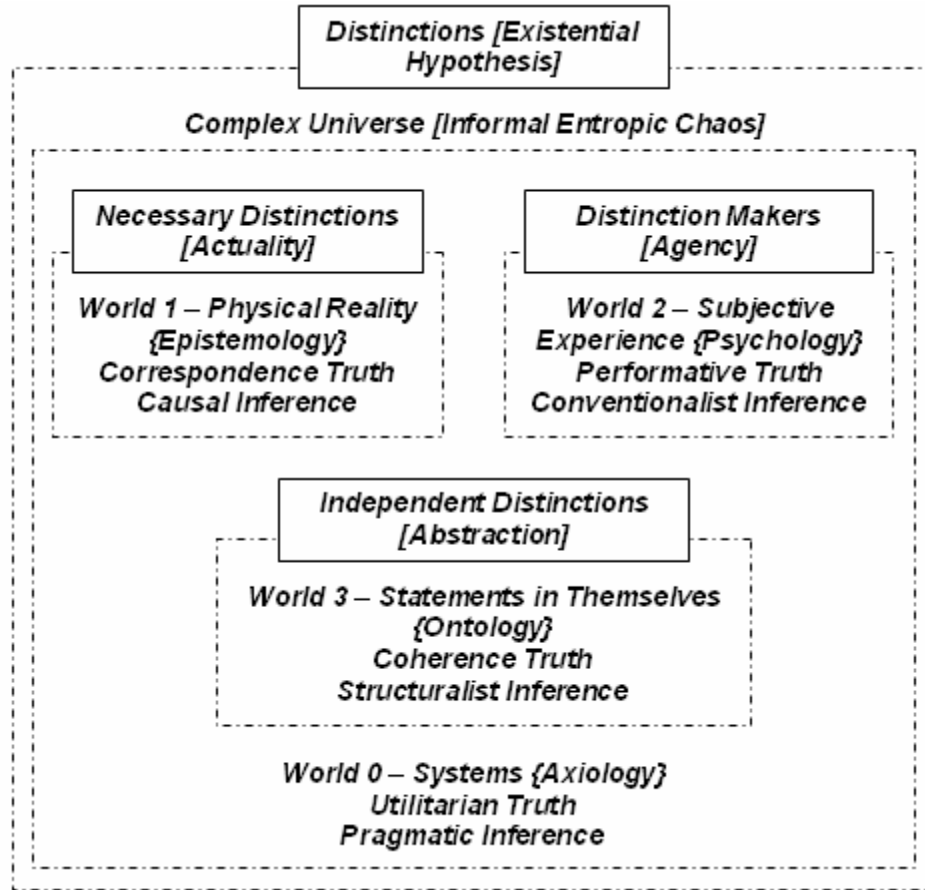 Distinctions [Existential
Hypothesis]
Complex Universe [Informal Entropic Chaos]
Necessary Distinctions
[Actuality]
World 1 – Physical Reality
{Epistemology}
Correspondence Truth
Causal Inference
Distinction Makers
[Agency]
World 2 – Subjective
Experience {Psychology}
Performative Truth
Conventionalist Inference
Independent Distinctions
[Abstraction]
World 3 – Statements in Themselves
{Ontology}
Coherence Truth
Structuralist Inference
World 0 – Systems {Axiology}
Utilitarian Truth
Pragmatic Inference